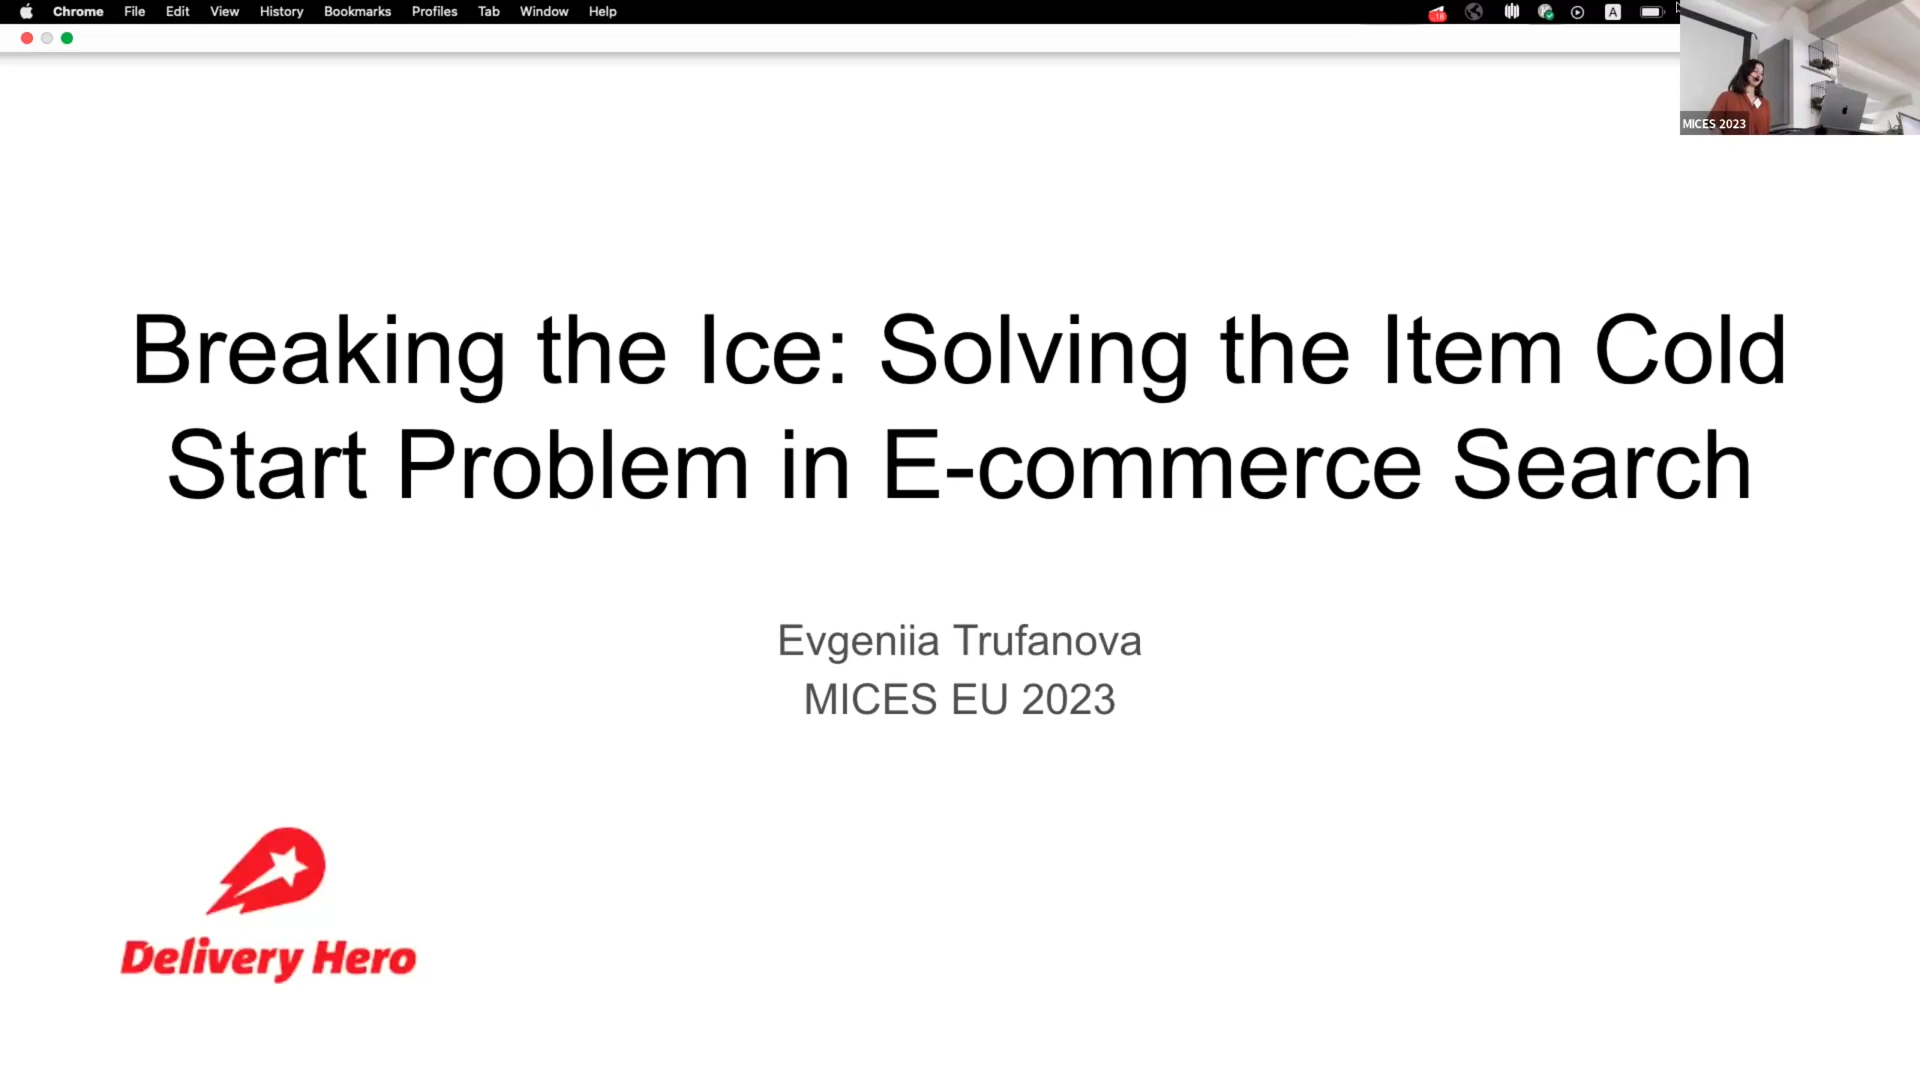 Chrome File Edit View History Bookmarks Profiles Tab Window Help
18
A
MICES 2023
Breaking the Ice: Solving the Item Cold
Start Problem in E-commerce Search
Evgeniia Trufanova
MICES EU 2023
Delivery Hero